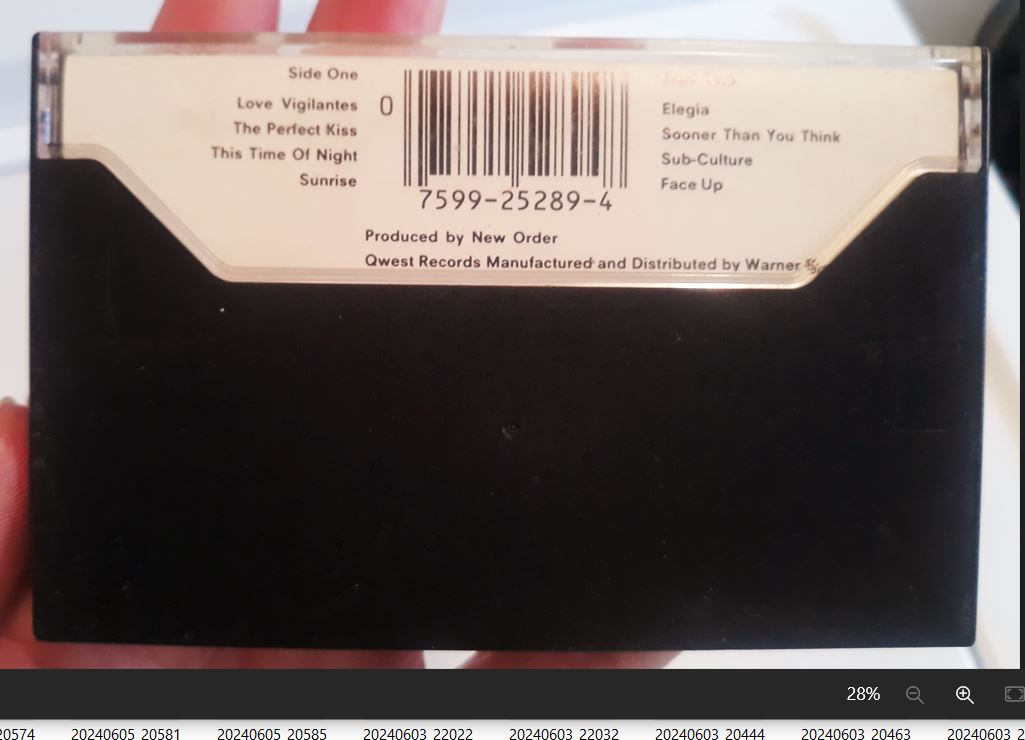 Side One
Love Vigilantes
The Perfect Kiss
This Time Of Night
Sunrise
0
7599-25289-4
Elegia
Sooner Than You Think
Sub-Culture
Face Up
Produced by New Order
Qwest Records Manufactured and Distributed by Warner
28%
20574
20240605 20581
20240605 20585
20240603 22022
20240603 22032
20240603 20444
20240603 20463
20240603 2